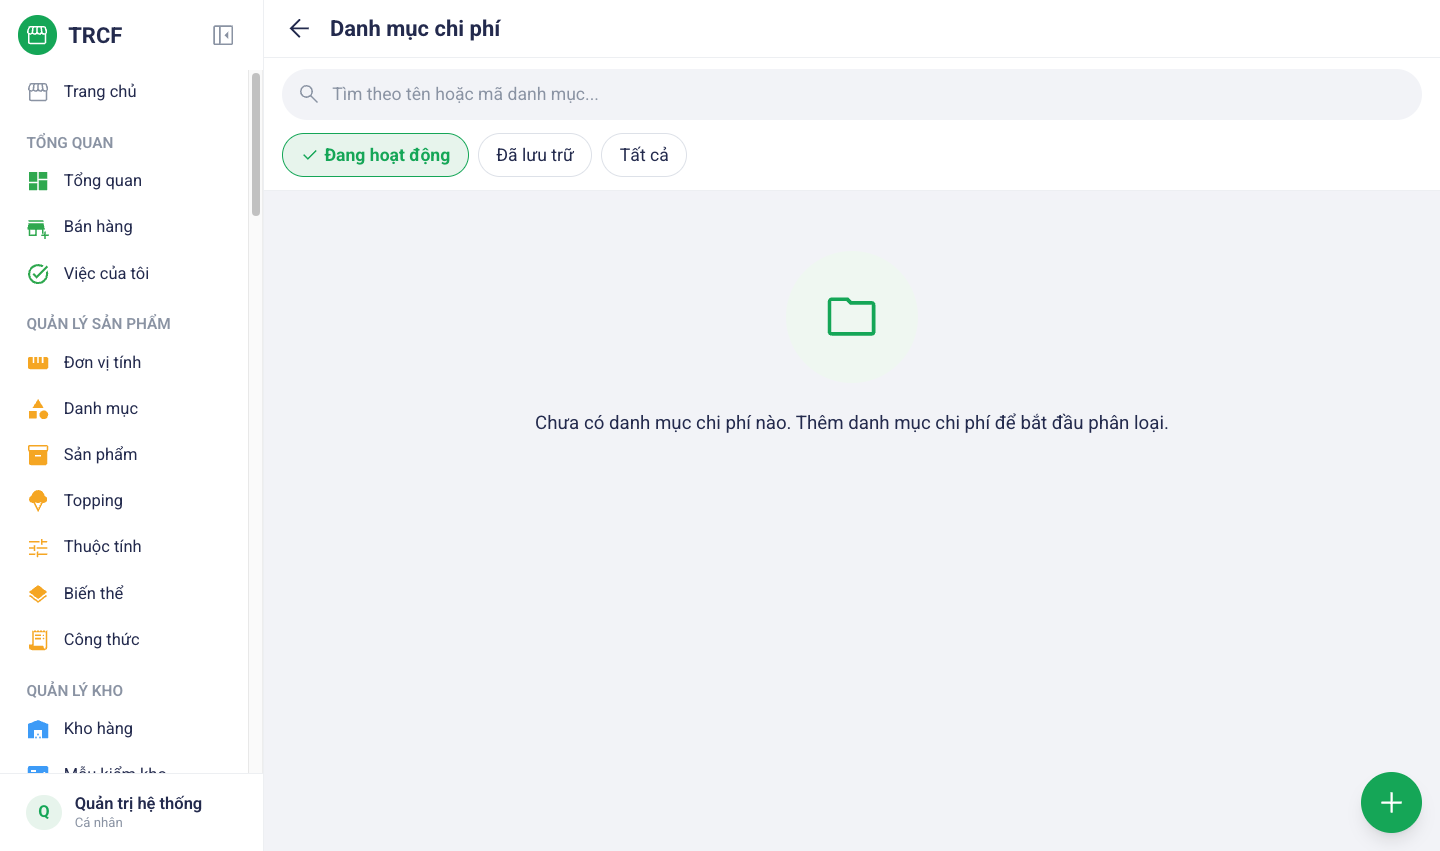 TRCF
Trang chủ
TỔNG QUAN
Tổng quan
Bán hàng
Việc của tôi
QUẢN LÝ SẢN PHẨM
Đơn vị tính
Danh mục
Sản phẩm
Topping
Thuộc tính
Biến thể
Công thức
QUẢN LÝ KHO
Kho hàng
Mẫu kiểm kho
Q
Quản trị hệ thống
Cá nhân
Danh mục chi phí
Tìm theo tên hoặc mã danh mục...
Đang hoạt động
Đã lưu trữ
Tất cả
Chưa có danh mục chi phí nào. Thêm danh mục chi phí để bắt đầu phân loại.